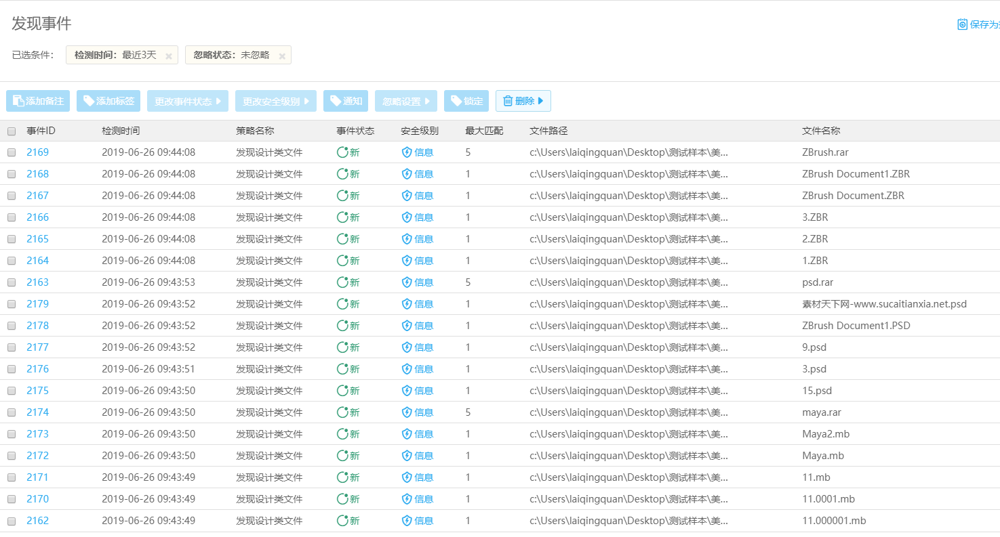 发现事件
保存为
已选条件： 检测时间：最近3天 忽略状态：未忽略
添加备注 添加标签 更改事件状态 更改安全级别 通知 忽略设置 锁定 删除
事件ID 检测时间 策略名称 事件状态 安全级别 最大匹配 文件路径 文件名称
2169 2019-06-26 09:44:08 发现设计类文件 新 信息 5 c:\Users\laiqingquan\Desktop\测试样本\美... ZBrush.rar
2168 2019-06-26 09:44:08 发现设计类文件 新 信息 1 c:\Users\laiqingquan\Desktop\测试样本\美... ZBrush Document1.ZBR
2167 2019-06-26 09:44:08 发现设计类文件 新 信息 1 c:\Users\laiqingquan\Desktop\测试样本\美... ZBrush Document.ZBR
2166 2019-06-26 09:44:08 发现设计类文件 新 信息 1 c:\Users\laiqingquan\Desktop\测试样本\美... 3.ZBR
2165 2019-06-26 09:44:08 发现设计类文件 新 信息 1 c:\Users\laiqingquan\Desktop\测试样本\美... 2.ZBR
2164 2019-06-26 09:44:08 发现设计类文件 新 信息 1 c:\Users\laiqingquan\Desktop\测试样本\美... 1.ZBR
2163 2019-06-26 09:43:53 发现设计类文件 新 信息 5 c:\Users\laiqingquan\Desktop\测试样本\美... psd.rar
2179 2019-06-26 09:43:52 发现设计类文件 新 信息 1 c:\Users\laiqingquan\Desktop\测试样本\美... 素材天下网-www.sucaitianxia.net.psd
2178 2019-06-26 09:43:52 发现设计类文件 新 信息 1 c:\Users\laiqingquan\Desktop\测试样本\美... ZBrush Document1.PSD
2177 2019-06-26 09:43:52 发现设计类文件 新 信息 1 c:\Users\laiqingquan\Desktop\测试样本\美... 9.psd
2176 2019-06-26 09:43:51 发现设计类文件 新 信息 1 c:\Users\laiqingquan\Desktop\测试样本\美... 3.psd
2175 2019-06-26 09:43:50 发现设计类文件 新 信息 1 c:\Users\laiqingquan\Desktop\测试样本\美... 15.psd
2174 2019-06-26 09:43:50 发现设计类文件 新 信息 5 c:\Users\laiqingquan\Desktop\测试样本\美... maya.rar
2173 2019-06-26 09:43:50 发现设计类文件 新 信息 1 c:\Users\laiqingquan\Desktop\测试样本\美... Maya2.mb
2172 2019-06-26 09:43:50 发现设计类文件 新 信息 1 c:\Users\laiqingquan\Desktop\测试样本\美... Maya.mb
2171 2019-06-26 09:43:49 发现设计类文件 新 信息 1 c:\Users\laiqingquan\Desktop\测试样本\美... 11.mb
2170 2019-06-26 09:43:49 发现设计类文件 新 信息 1 c:\Users\laiqingquan\Desktop\测试样本\美... 11.0001.mb
2162 2019-06-26 09:43:49 发现设计类文件 新 信息 1 c:\Users\laiqingquan\Desktop\测试样本\美... 11.000001.mb